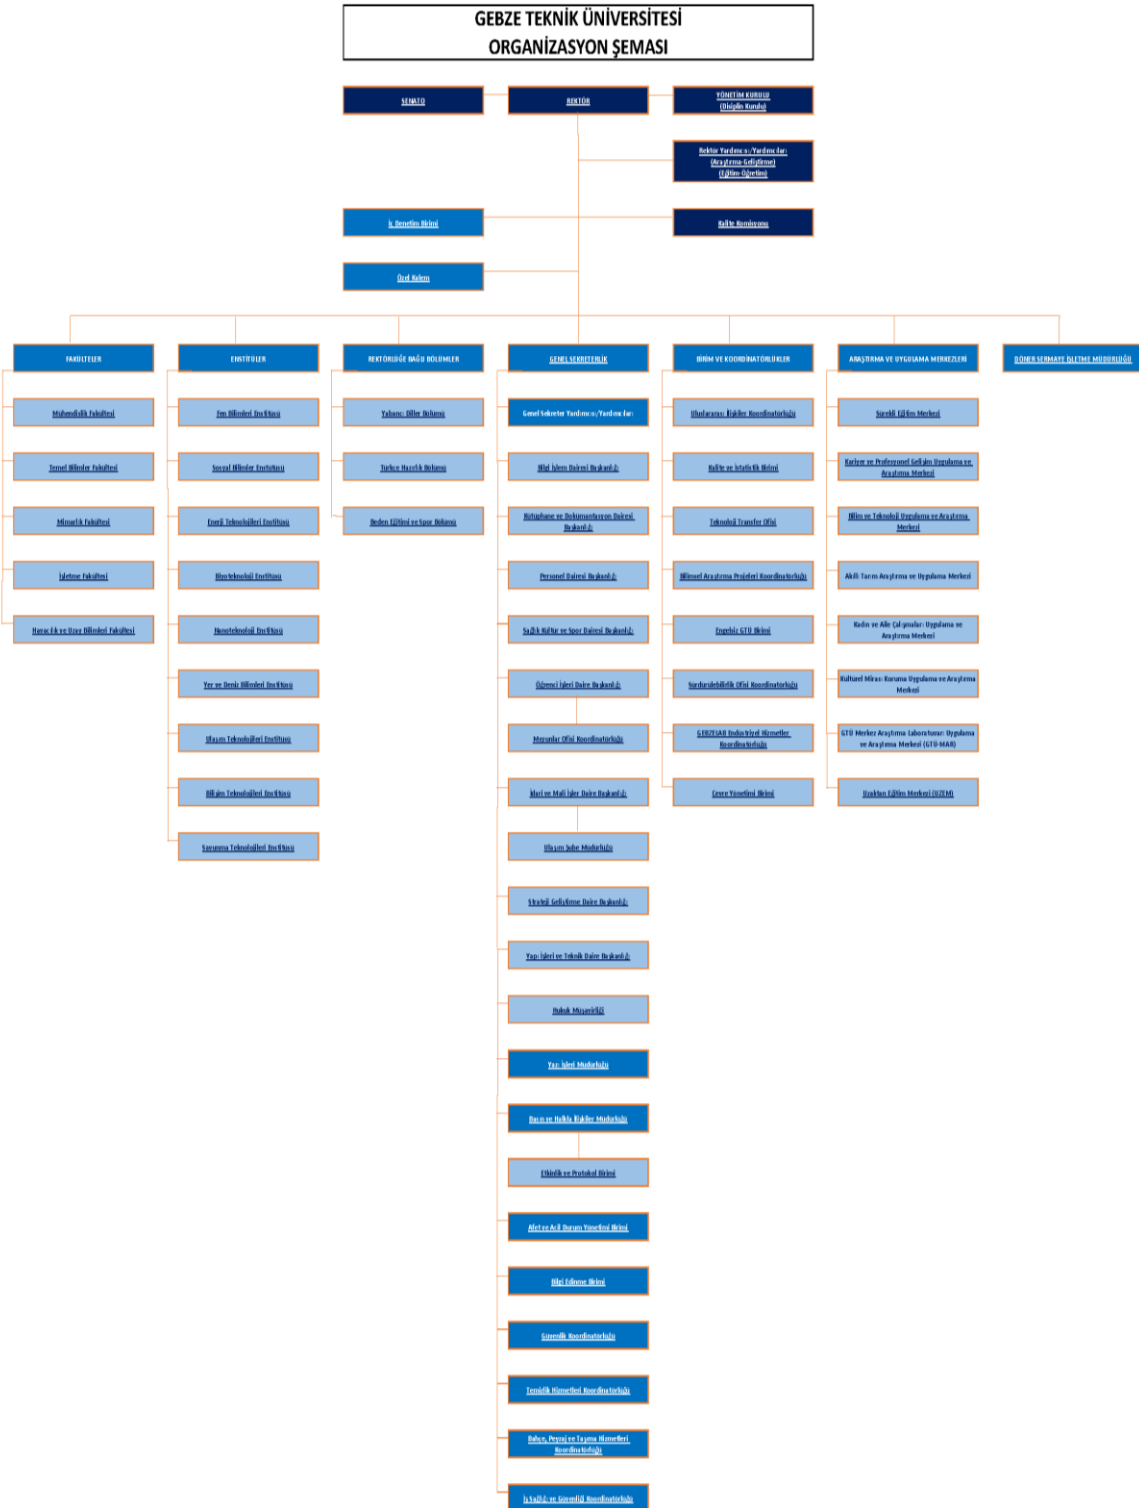 GEBZE TEKNİK ÜNİVERSİTESİ
ORGANİZASYON ŞEMASI
SENATO
REKTÖR
YÖNETİM KURULU
(Disiplin Kurulu)
Rektör Yardımcısı/Yardımcıları
(Araştırma-Geliştirme)
(Eğitim-Öğretim)
İç Denetim Birimi
Kalite Komisyonu
Özel Kalem
FAKÜLTELER
ENSTİTÜLER
REKTÖRLÜĞE BAĞLI BÖLÜMLER
GENEL SEKRETERLİK
BİRİM VE KOORDİNATÖRLÜKLER
ARAŞTIRMA VE UYGULAMA MERKEZLERİ
DÖNER SERMAYE İŞLETME MÜDÜRLÜĞÜ
Mühendislik Fakültesi
Temel Bilimler Fakültesi
Mimarlık Fakültesi
İşletme Fakültesi
Havacılık ve Uzay Bilimleri Fakültesi
Fen Bilimleri Enstitüsü
Sosyal Bilimler Enstitüsü
Enerji Teknolojileri Enstitüsü
Biyoteknoloji Enstitüsü
Nanoteknoloji Enstitüsü
Yer ve Deniz Bilimleri Enstitüsü
Ulaşım Teknolojileri Enstitüsü
Bilişim Teknolojileri Enstitüsü
Savunma Teknolojileri Enstitüsü
Yabancı Diller Bölümü
Türkçe Hazırlık Bölümü
Beden Eğitimi ve Spor Bölümü
Genel Sekreter Yardımcısı/Yardımcıları
Bilgi İşlem Dairesi Başkanlığı
Kütüphane ve Dokümantasyon Dairesi
Başkanlığı
Personel Dairesi Başkanlığı
Sağlık Kültür ve Spor Dairesi Başkanlığı
Öğrenci İşleri Daire Başkanlığı
Mezunlar Ofisi Koordinatörlüğü
İdari ve Mali İşler Daire Başkanlığı
Ulaşım Şube Müdürlüğü
Strateji Geliştirme Daire Başkanlığı
Yapı İşleri ve Teknik Daire Başkanlığı
Hukuk Müşavirliği
Yazı İşleri Müdürlüğü
Basın ve Halkla İlişkiler Müdürlüğü
Etkinlik ve Protokol Birimi
Afet ve Acil Durum Yönetimi Birimi
Bilgi Edinme Birimi
Güvenlik Koordinatörlüğü
Temizlik Hizmetleri Koordinatörlüğü
Bahçe, Peyzaj ve Taşıma Hizmetleri
Koordinatörlüğü
İş Sağlığı ve Güvenliği Koordinatörlüğü
Uluslararası İlişkiler Koordinatörlüğü
Kalite ve İstatistik Birimi
Teknoloji Transfer Ofisi
Bilimsel Araştırma Projeleri Koordinatörlüğü
Engelsiz GTÜ Birimi
Sürdürülebilirlik Ofisi Koordinatörlüğü
GEBZELAB Endüstriyel Hizmetler
Koordinatörlüğü
Çevre Yönetimi Birimi
Sürekli Eğitim Merkezi
Kariyer ve Profesyonel Gelişim Uygulama ve
Araştırma Merkezi
Bilim ve Teknoloji Uygulama ve Araştırma
Merkezi
Akıllı Tarım Araştırma ve Uygulama Merkezi
Kadın ve Aile Çalışmaları Uygulama ve
Araştırma Merkezi
Kültürel Mirası Koruma Uygulama ve Araştırma
Merkezi
GTÜ Merkez Araştırma Laboratuvarı Uygulama
ve Araştırma Merkezi (GTÜ-MAR)
Uzaktan Eğitim Merkezi (UZEM)